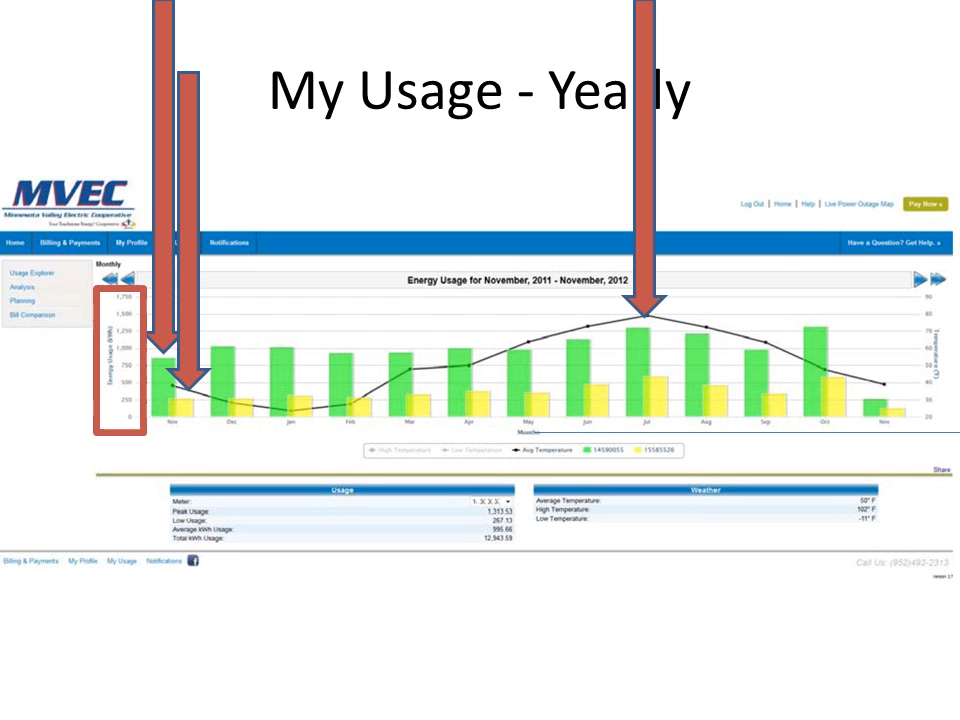 My Usage - Yearly
MVEC
Minnesota Valley Electric Cooperative
Your Touchstone Energy® Cooperative
Log Out | Home | Help | Live Power Outage Map
Pay Now »
Home Billing & Payments My Profile Notifications Have a Question? Get Help. »
Usage Explorer
Analysis
Planning
Bill Comparison
Monthly
Energy Usage for November, 2011 - November, 2012
1,750 90
1,500 80
1,250 70
1,000 60
750 50
500 40
250 30
0 20
Energy Usage (kWh)
Temperature (°F)
Nov Dec Jan Feb Mar Apr May Jun Jul Aug Sep Oct Nov
Months
High Temperature Low Temperature Avg Temperature 14590055 15585526
Share
Usage
Meter: 1. X X X
Peak Usage: 1,313.53
Low Usage: 267.13
Average kWh Usage: 995.66
Total kWh Usage: 12,943.59
Weather
Average Temperature: 50° F
High Temperature: 102° F
Low Temperature: -11° F
Billing & Payments My Profile My Usage Notifications f
Call Us: (952)492-2313